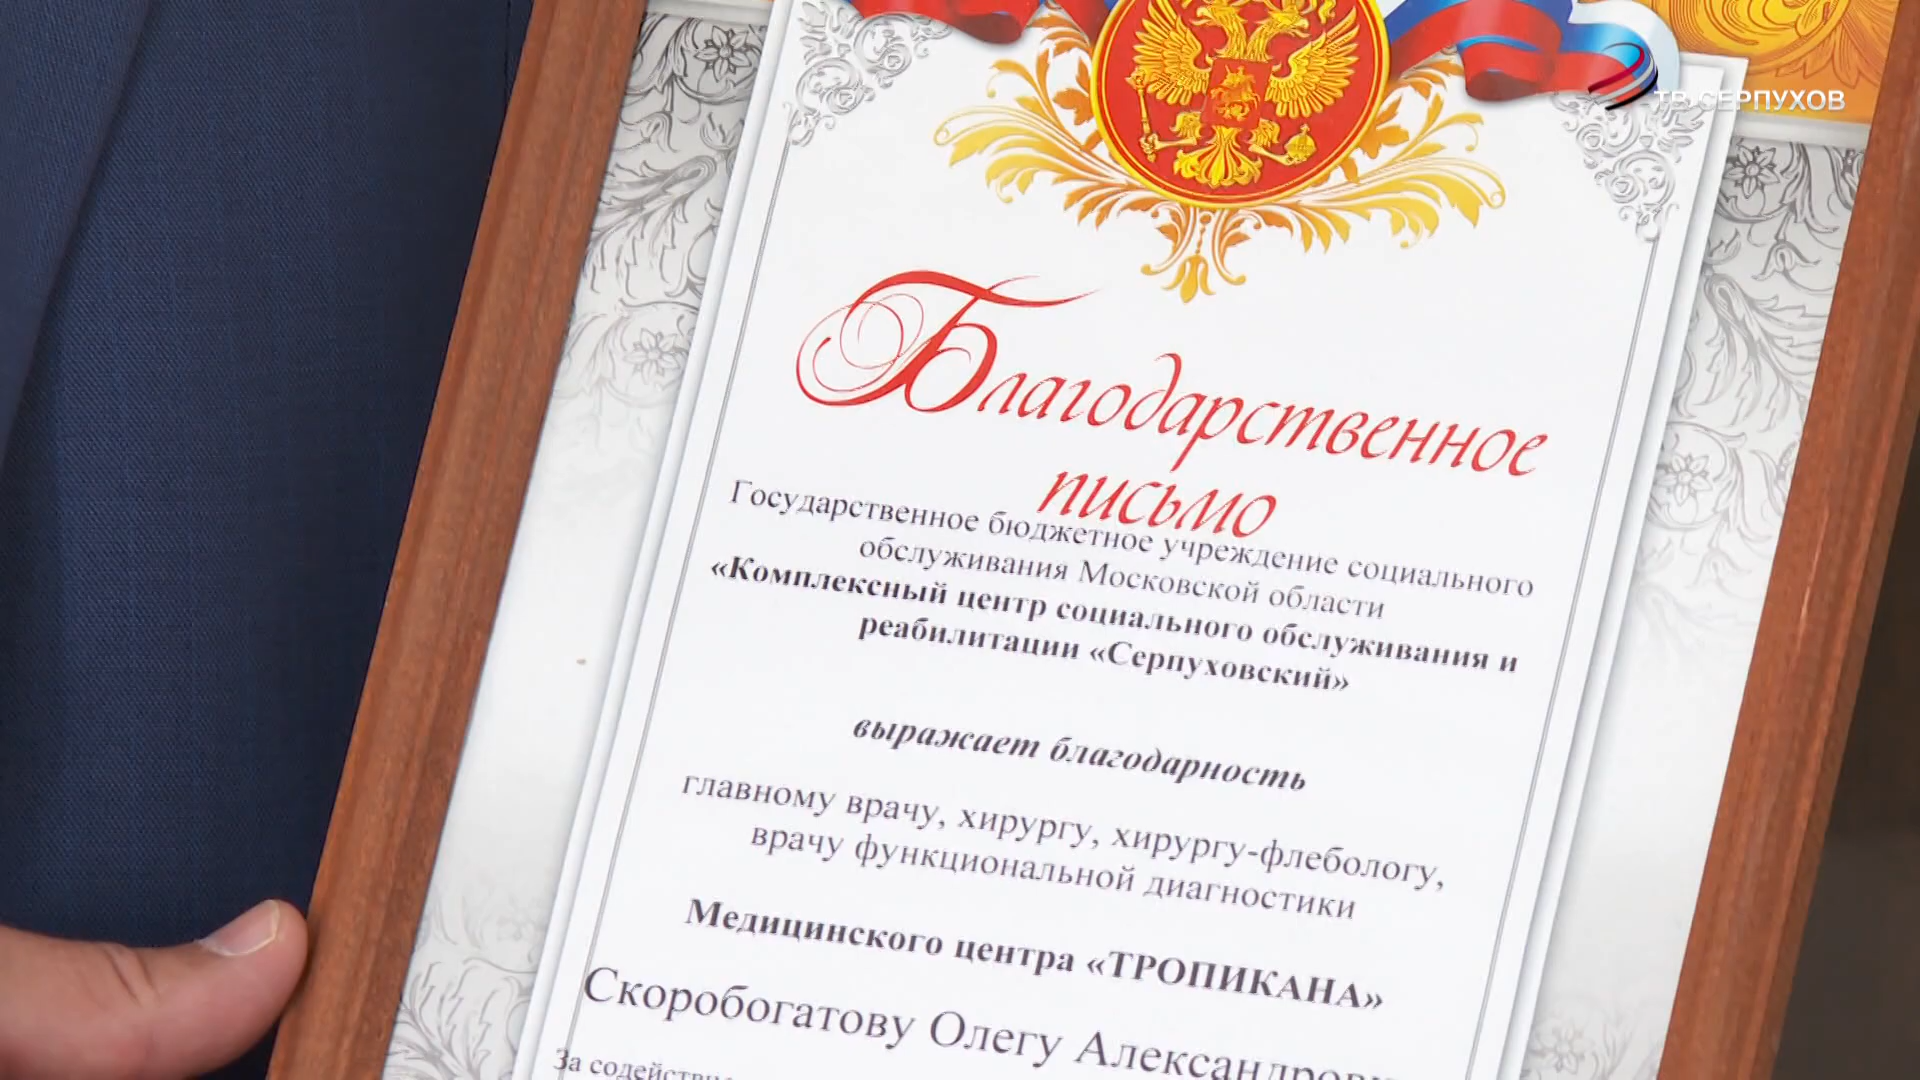 ТВ СЕРПУХОВ
Благодарственное
письмо
Государственное бюджетное учреждение социального
обслуживания Московской области
«Комплексный центр социального обслуживания и
реабилитации «Серпуховский»
выражает благодарность
главному врачу, хирургу, хирургу-флебологу,
врачу функциональной диагностики
Медицинского центра «ТРОПИКАНА»
Скоробогатову Олегу
За